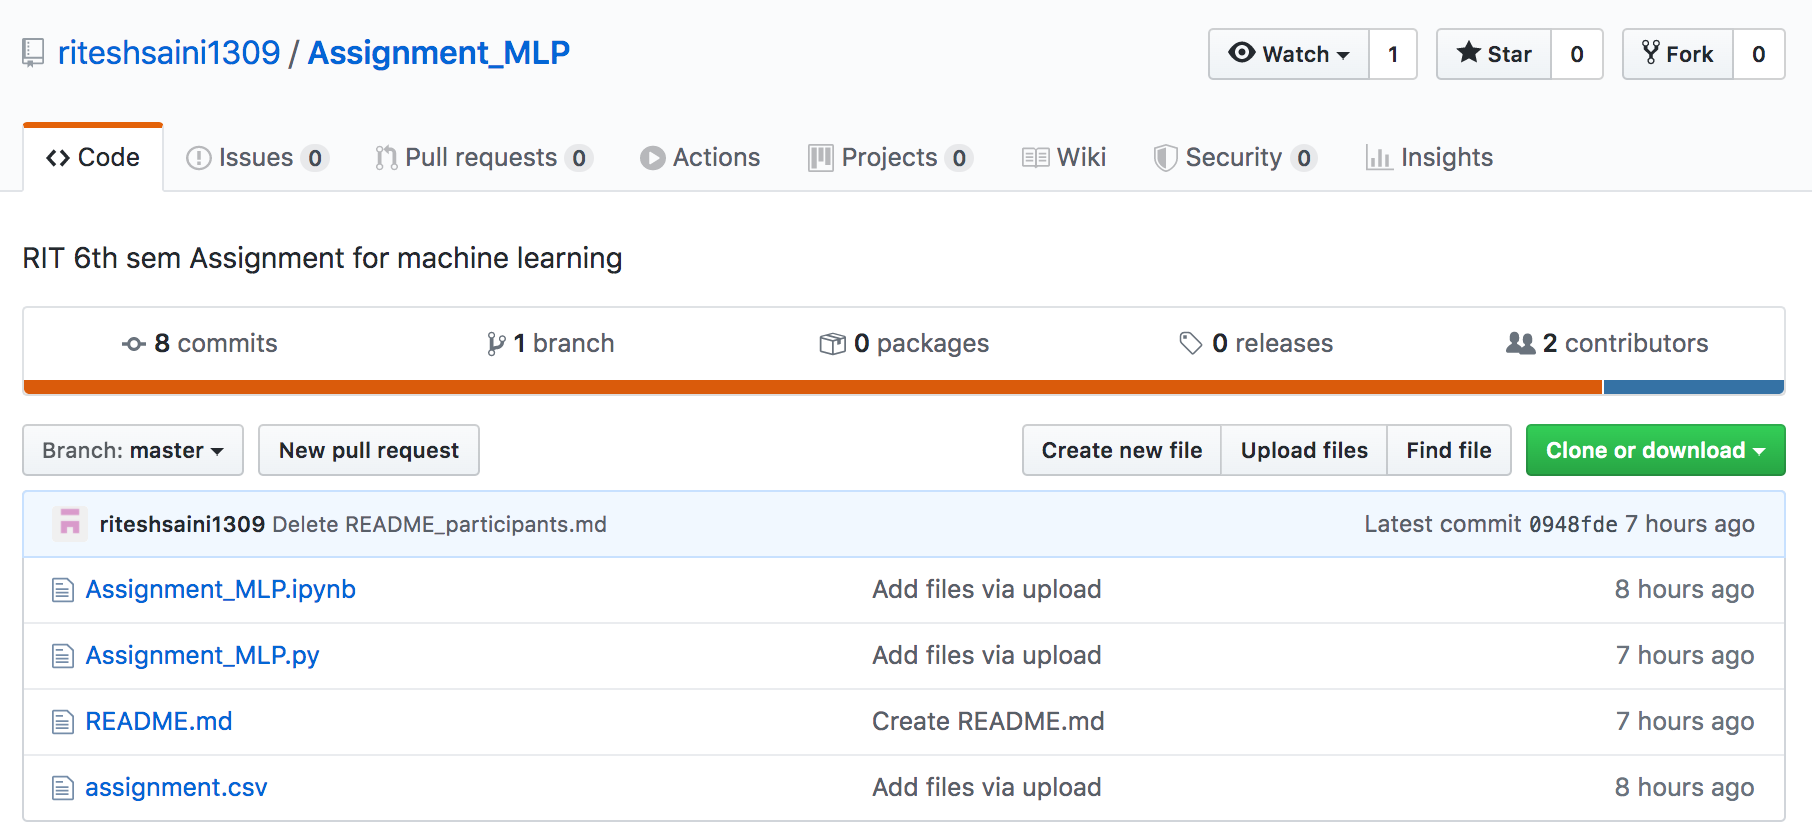 riteshsaini1309 / Assignment_MLP
Watch 1 Star 0 Fork 0
Code Issues 0 Pull requests 0 Actions Projects 0 Wiki Security 0 Insights
RIT 6th sem Assignment for machine learning
8 commits 1 branch 0 packages 0 releases 2 contributors
Branch: master New pull request Create new file Upload files Find file Clone or download
riteshsaini1309 Delete README_participants.md Latest commit 0948fde 7 hours ago
Assignment_MLP.ipynb Add files via upload 8 hours ago
Assignment_MLP.py Add files via upload 7 hours ago
README.md Create README.md 7 hours ago
assignment.csv Add files via upload 8 hours ago